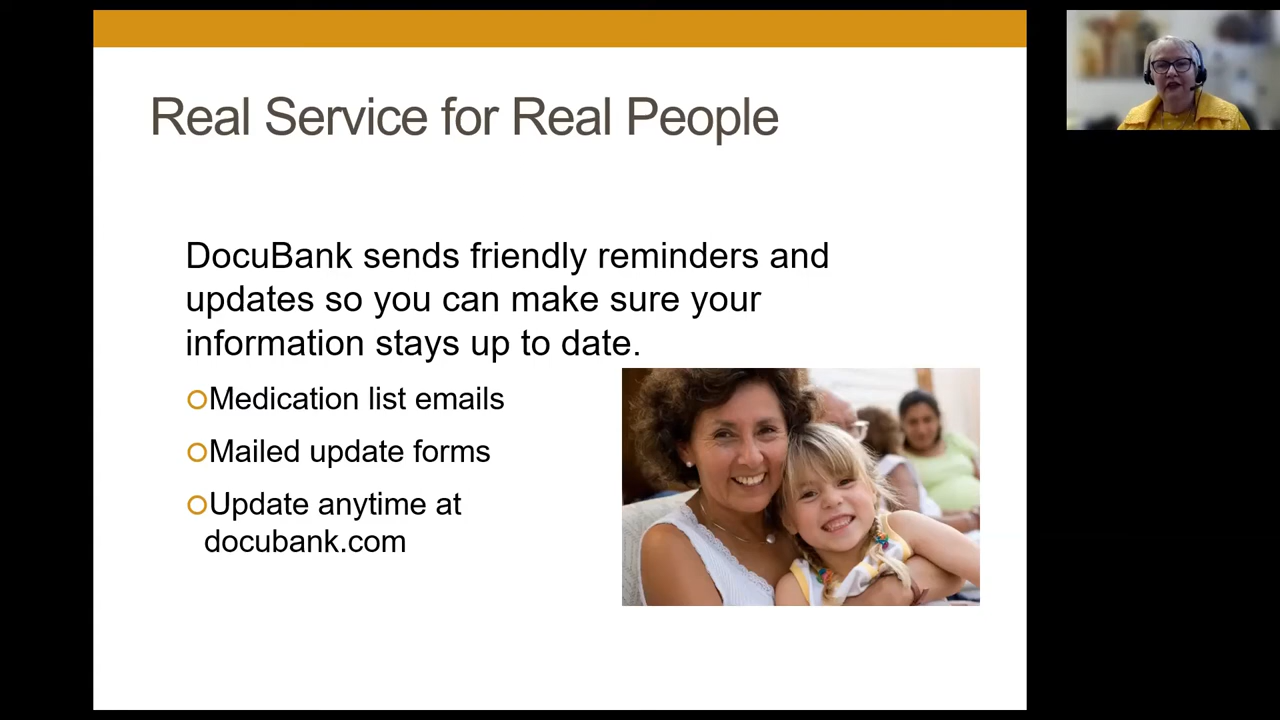 Real Service for Real People
DocuBank sends friendly reminders and
updates so you can make sure your
information stays up to date.
Medication list emails
Mailed update forms
Update anytime at
docubank.com